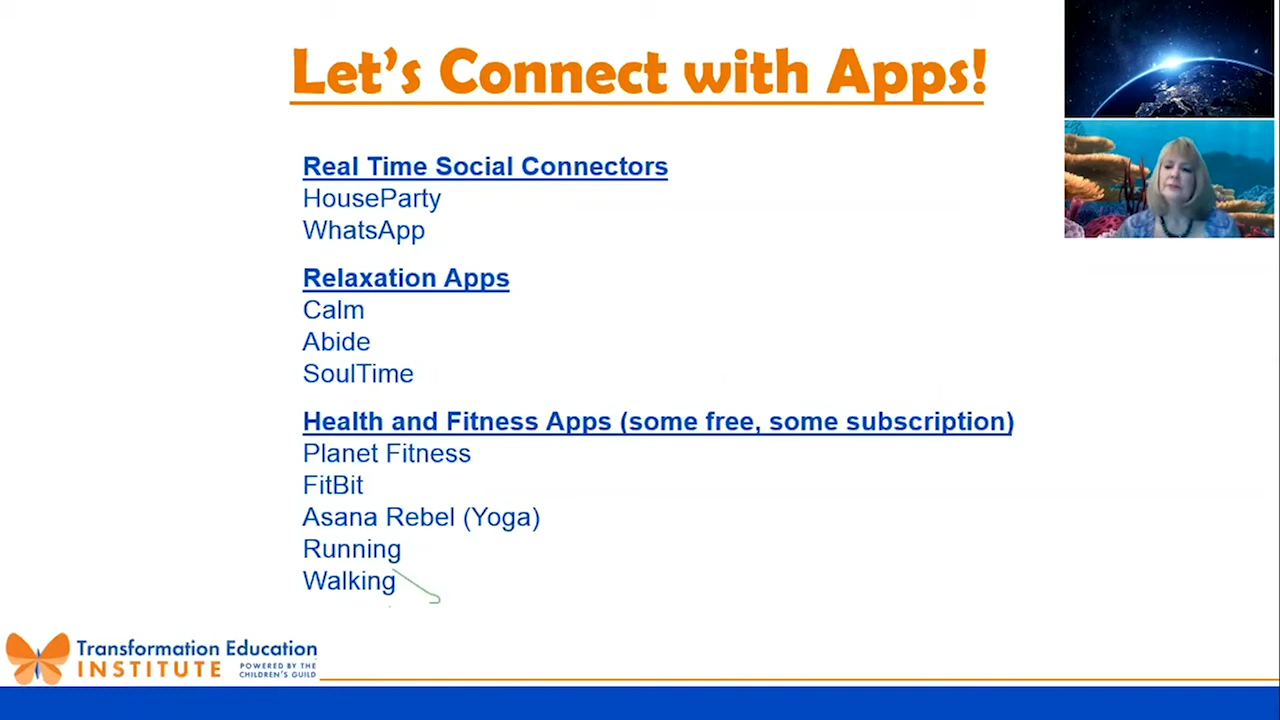 Let's Connect with Apps!
Real Time Social Connectors
HouseParty
WhatsApp
Relaxation Apps
Calm
Abide
SoulTime
Health and Fitness Apps (some free, some subscription)
Planet Fitness
FitBit
Asana Rebel (Yoga)
Running
Walking
Transformation Education
INSTITUTE
POWERED BY THE
CHILDREN'S GUILD